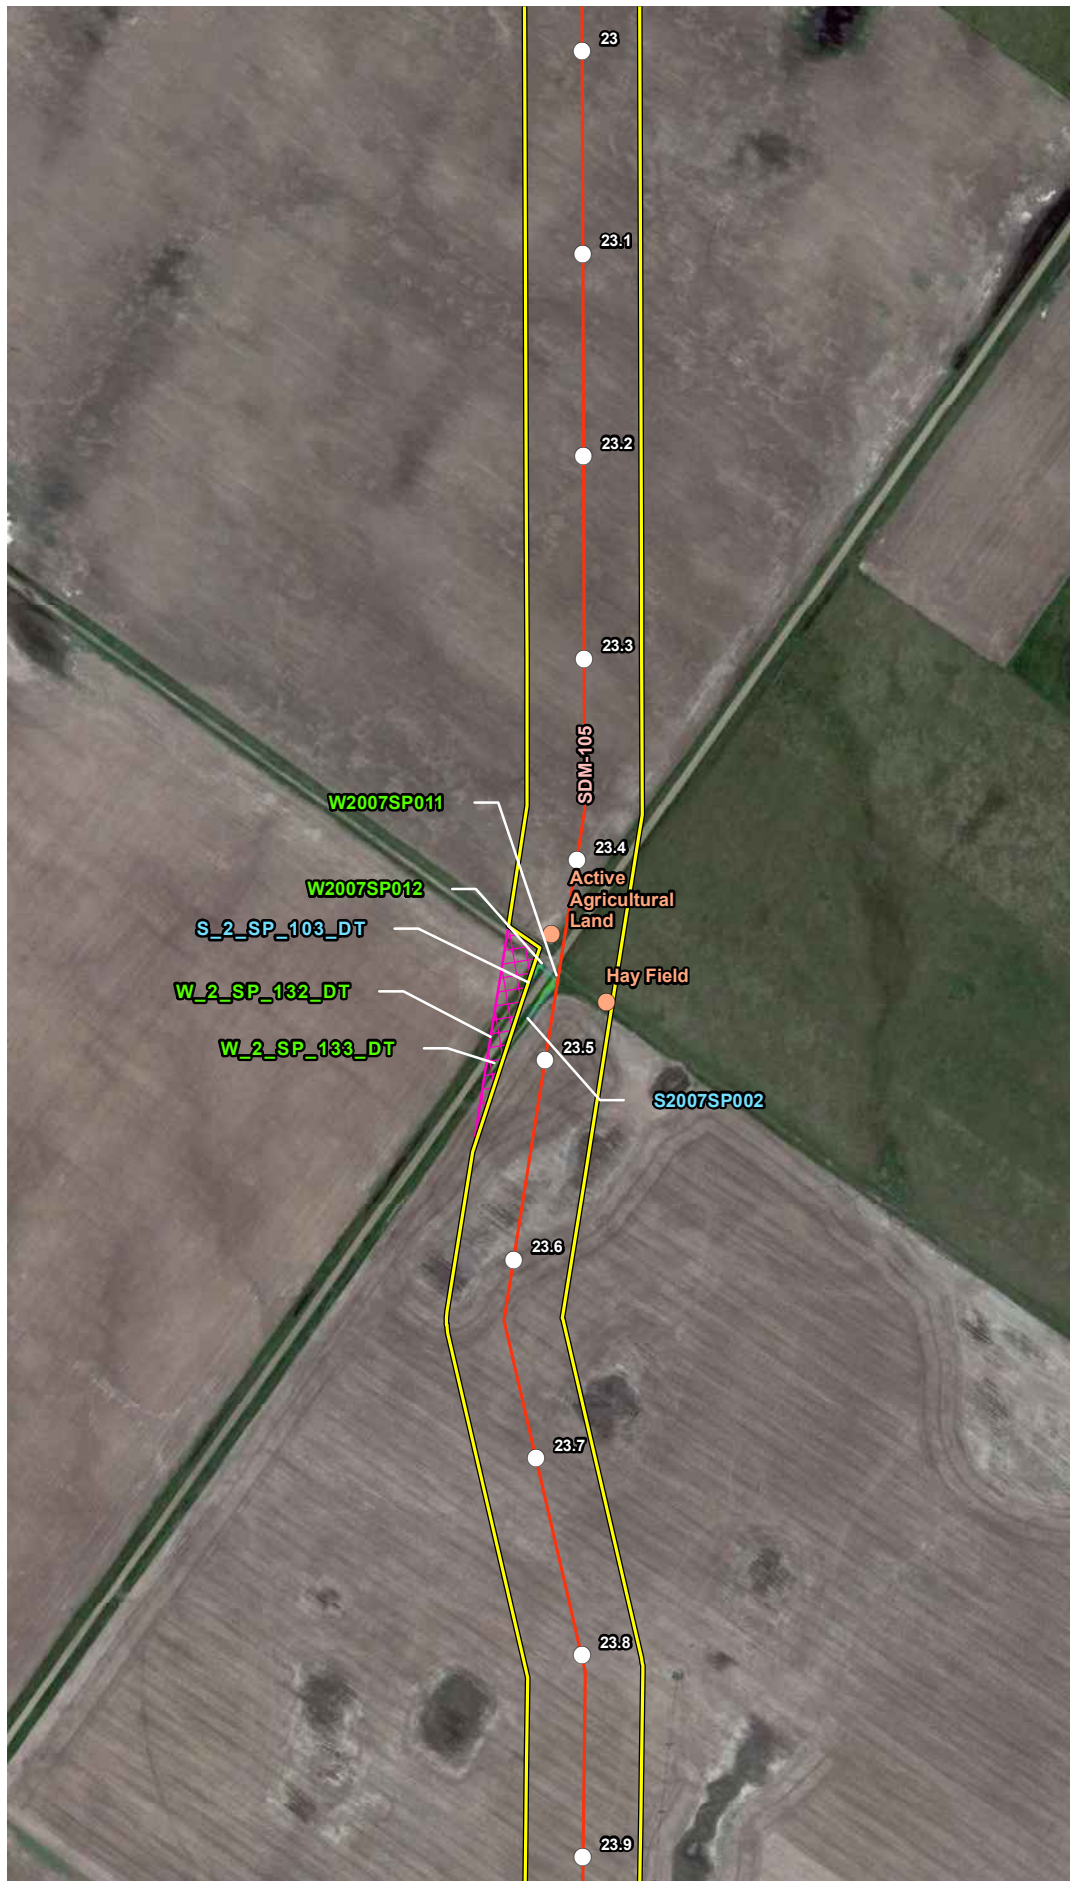 23
23.1
23.2
23.3
SDM-105
W2007SP011
23.4
Active
Agricultural
Land
W2007SP012
S_2_SP_103_DT
Hay Field
W_2_SP_132_DT
W_2_SP_133_DT
23.5
S2007SP002
23.6
23.7
23.8
23.9